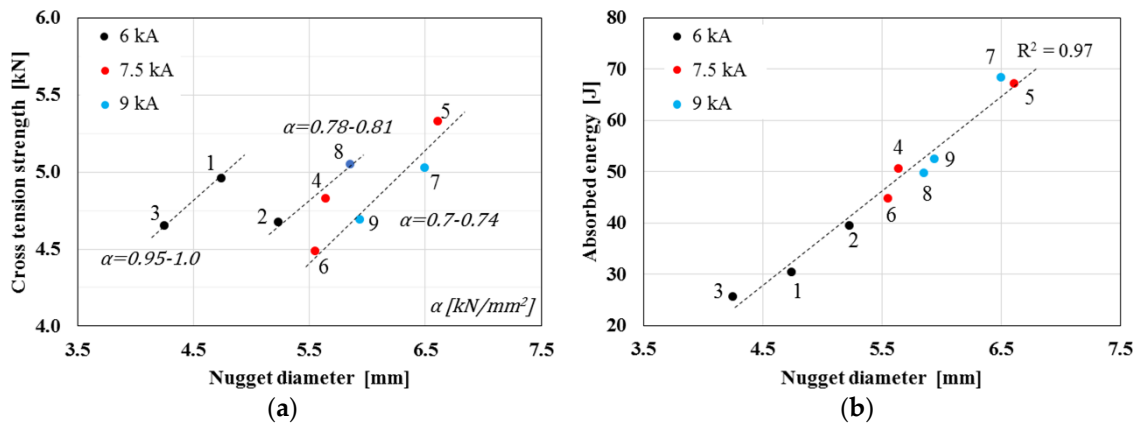 6.0
5.5
5.0
4.5
4.0
Cross tension strength [kN]
6 kA
7.5 kA
9 kA
α=0.78-0.81
α=0.7-0.74
α=0.95-1.0
α [kN/mm²]
1
3
2
4
8
6
9
5
7
3.5 4.5 5.5 6.5 7.5
Nugget diameter [mm]
(a)
80
70
60
50
40
30
20
Absorbed energy [J]
6 kA
7.5 kA
9 kA
R² = 0.97
7
5
4
9
8
6
2
3
1
3.5 4.5 5.5 6.5 7.5
Nugget diameter [mm]
(b)